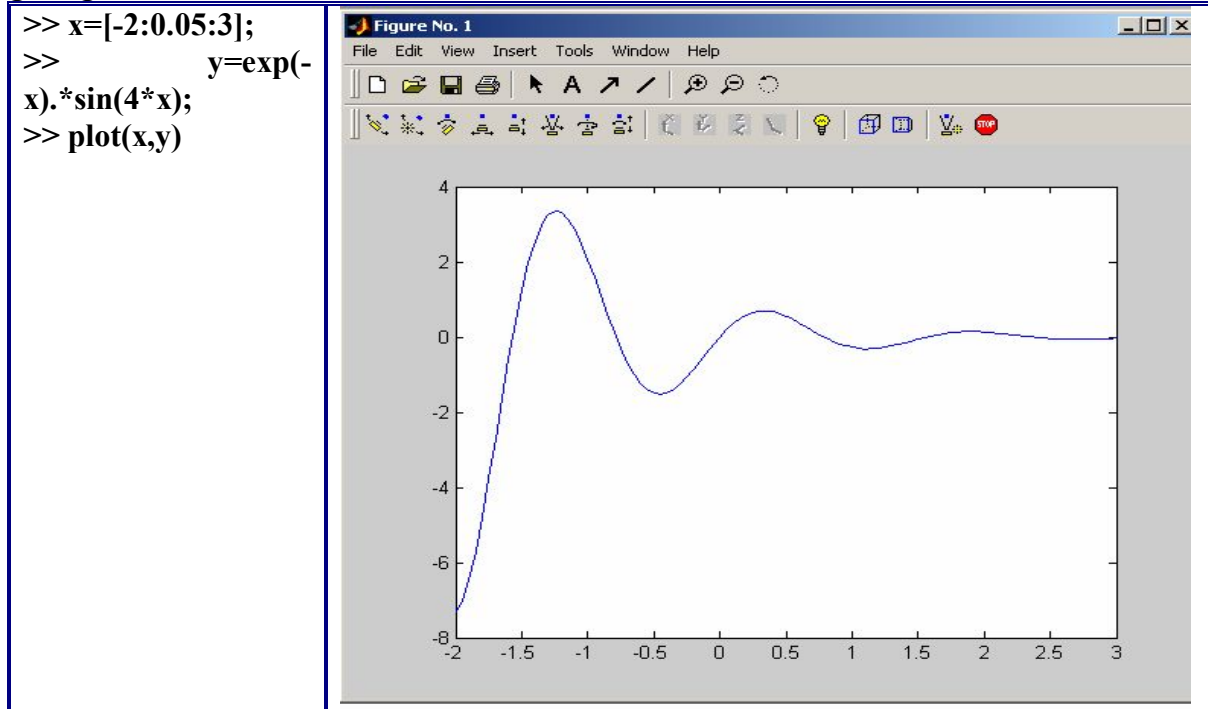 >> x=[-2:0.05:3];
>> y=exp(-
x).*sin(4*x);
>> plot(x,y)
Figure No. 1
File Edit View Insert Tools Window Help
A
STOP
4
2
0
-2
-4
-6
-8
-2 -1.5 -1 -0.5 0 0.5 1 1.5 2 2.5 3